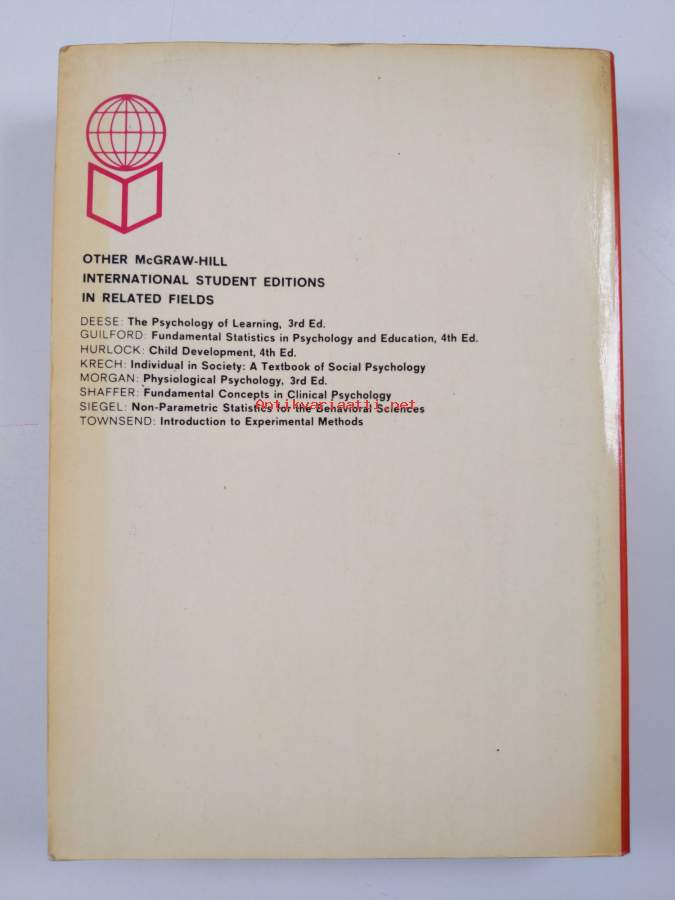 OTHER McGRAW-HILL
INTERNATIONAL STUDENT EDITIONS
IN RELATED FIELDS
DEESE: The Psychology of Learning, 3rd Ed.
GUILFORD: Fundamental Statistics in Psychology and Education, 4th Ed.
HURLOCK: Child Development, 4th Ed.
KRECH: Individual in Society: A Textbook of Social Psychology
MORGAN: Physiological Psychology, 3rd Ed.
SHAFFER: Fundamental Concepts in Clinical Psychology
Antikvariaatti.net
SIEGEL: Non-Parametric Statistics for the Behavioral Sciences
TOWNSEND: Introduction to Experimental Methods